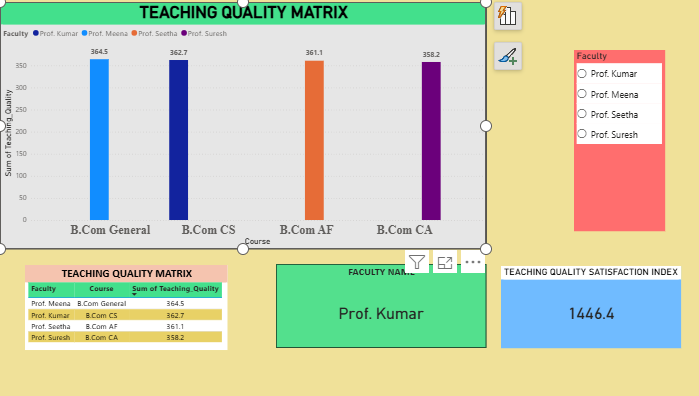 TEACHING QUALITY MATRIX
Faculty Prof. Kumar Prof. Meena Prof. Seetha Prof. Suresh
364.5 362.7 361.1 358.2
350
300
250
200
150
100
50
0
Sum of Teaching_Quality
B.Com General B.Com CS B.Com AF B.Com CA
Course
Faculty
Prof. Kumar
Prof. Meena
Prof. Seetha
Prof. Suresh
TEACHING QUALITY MATRIX
Faculty Course Sum of Teaching_Quality
Prof. Meena B.Com General 364.5
Prof. Kumar B.Com CS 362.7
Prof. Seetha B.Com AF 361.1
Prof. Suresh B.Com CA 358.2
FACULTY NAME
Prof. Kumar
TEACHING QUALITY SATISFACTION INDEX
1446.4